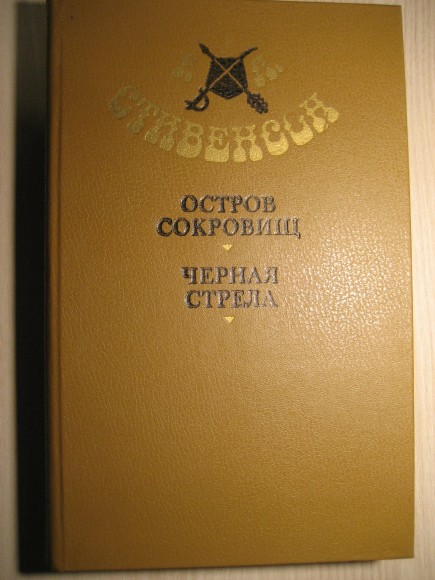 Р. Л.
СТИВЕНСОН
ОСТРОВ
СОКРОВИЩ
ЧЕРНАЯ
СТРЕЛА